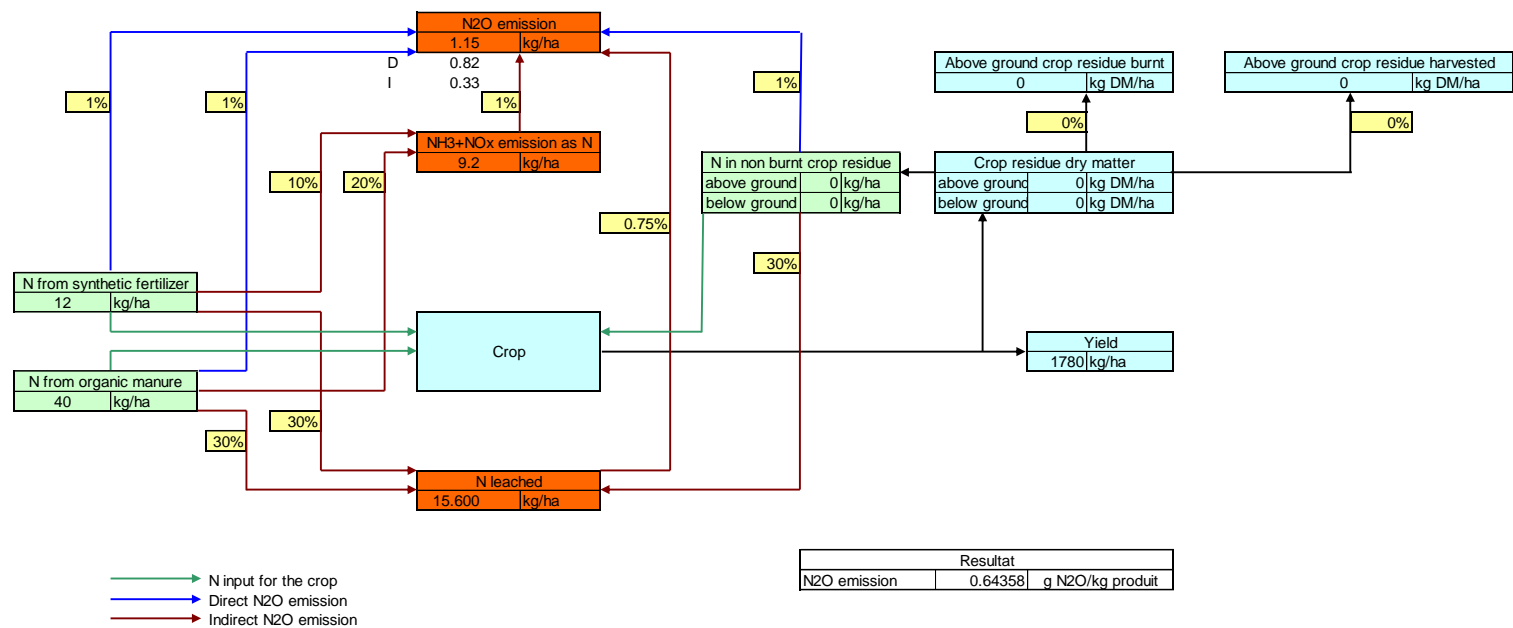 N2O emission
1.15 kg/ha
D 0.82
I 0.33
Above ground crop residue burnt
0 kg DM/ha
Above ground crop residue harvested
0 kg DM/ha
1%
1%
1%
1%
0%
0%
NH3+NOx emission as N
9.2 kg/ha
N in non burnt crop residue
above ground 0 kg/ha
below ground 0 kg/ha
Crop residue dry matter
above ground 0 kg DM/ha
below ground 0 kg DM/ha
10%
20%
0.75%
30%
N from synthetic fertilizer
12 kg/ha
Crop
Yield
1780 kg/ha
N from organic manure
40 kg/ha
30%
30%
N leached
15.600 kg/ha
Resultat
N2O emission 0.64358 g N2O/kg produit
N input for the crop
Direct N2O emission
Indirect N2O emission